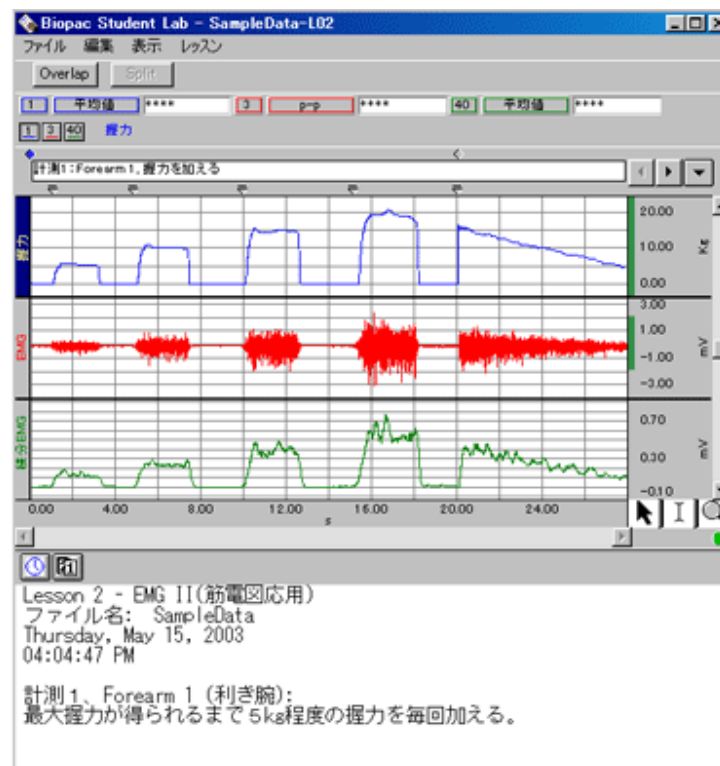 Biopac Student Lab - SampleData-L02
ファイル 編集 表示 レッスン
Overlap Split
1 平均値 **** 3 p-p **** 40 平均値 ****
1 3 40 握力
計測1:Forearm 1, 握力を加える
握力
20.00
10.00
0.00
Kg
EMG
3.00
1.00
-1.00
-3.00
mV
積分EMG
0.70
0.30
-0.10
mV
0.00 4.00 8.00 12.00 16.00 20.00 24.00
s
Lesson 2 - EMG II(筋電図応用)
ファイル名: SampleData
Thursday, May 15, 2003
04:04:47 PM
計測1、Forearm 1 (利き腕):
最大握力が得られるまで5kg程度の握力を毎回加える。